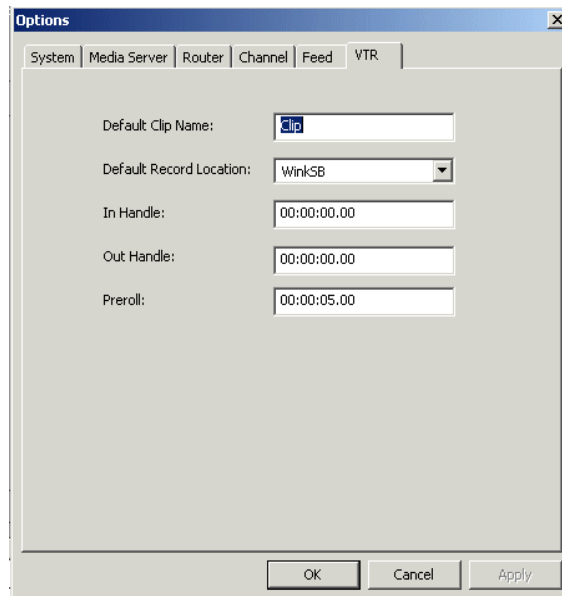 Options
System Media Server Router Channel Feed VTR
Default Clip Name: Clip
Default Record Location: WinkSB
In Handle: 00:00:00.00
Out Handle: 00:00:00.00
Preroll: 00:00:05.00
OK Cancel Apply